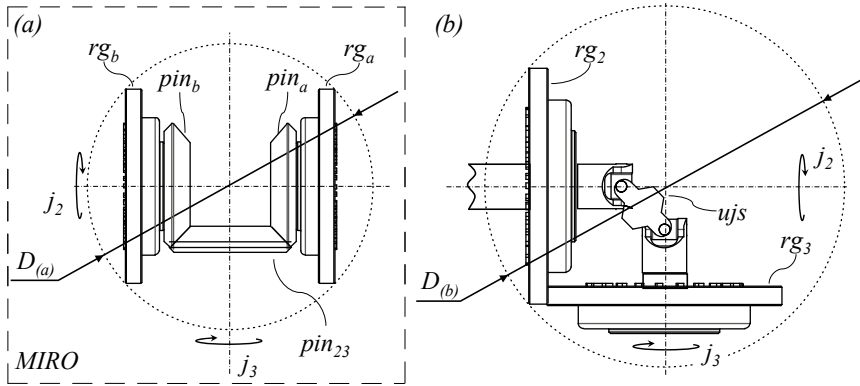 (a)
rg_b
rg_a
pin_b
pin_a
j_2
D_(a)
pin_23
j_3
MIRO
(b)
rg_2
j_2
ujs
rg_3
D_(b)
j_3